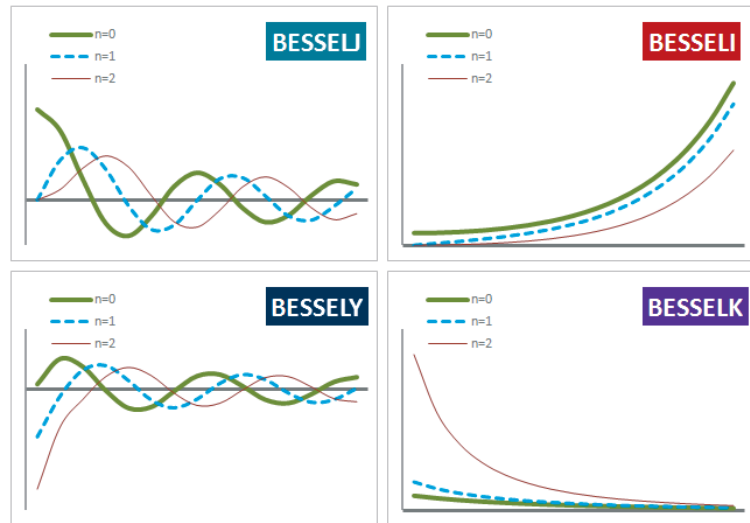 BESSELJ
n=0
n=1
n=2
BESSELI
n=0
n=1
n=2
BESSELY
n=0
n=1
n=2
BESSELK
n=0
n=1
n=2